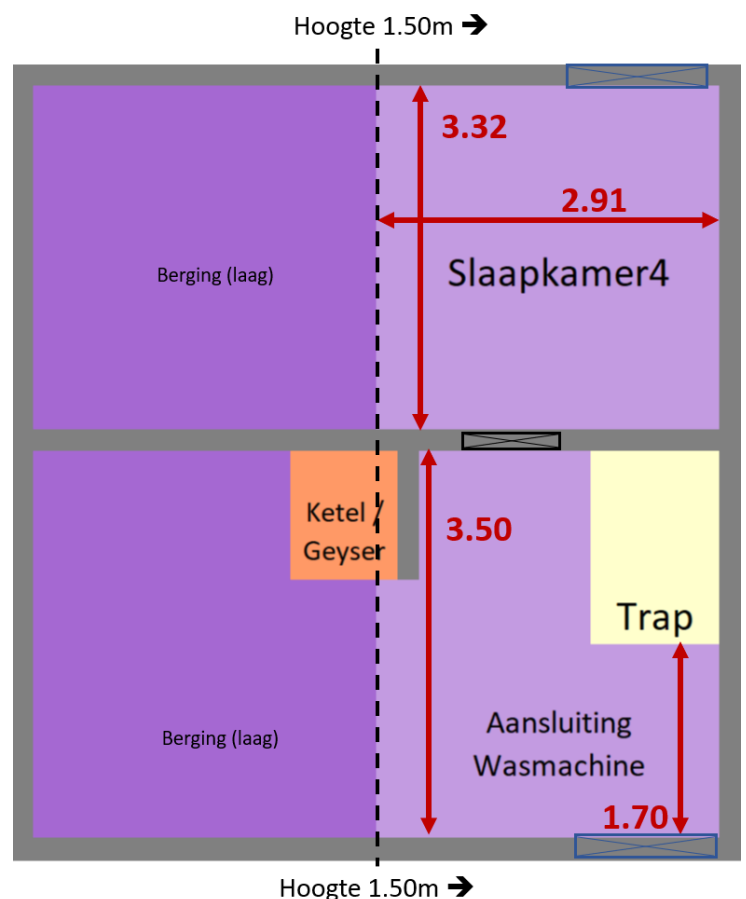 Hoogte 1.50m ➔
3.32
2.91
Berging (laag)
Slaapkamer4
Ketel /
Geyser
3.50
Trap
Berging (laag)
Aansluiting
Wasmachine
1.70
Hoogte 1.50m ➔